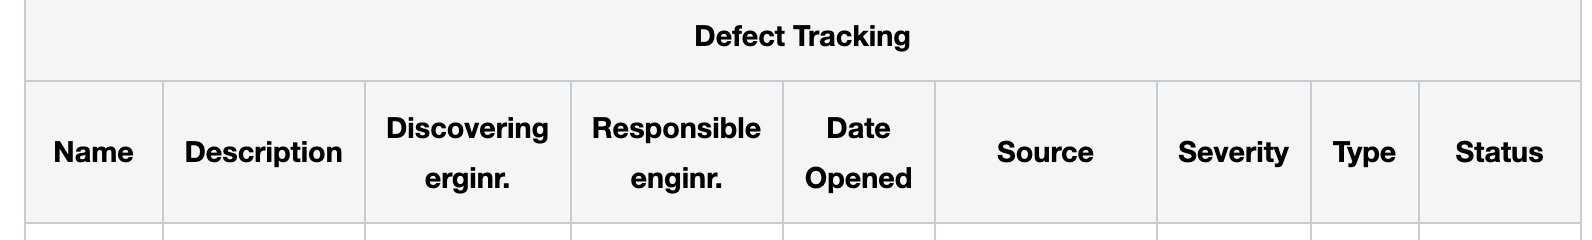 Defect Tracking
Name
Description
Discovering
erginr.
Responsible
enginr.
Date
Opened
Source
Severity
Type
Status